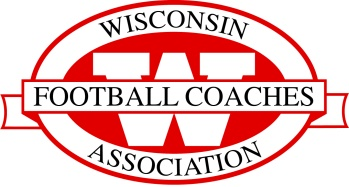 WISCONSIN
W
FOOTBALL COACHES
ASSOCIATION